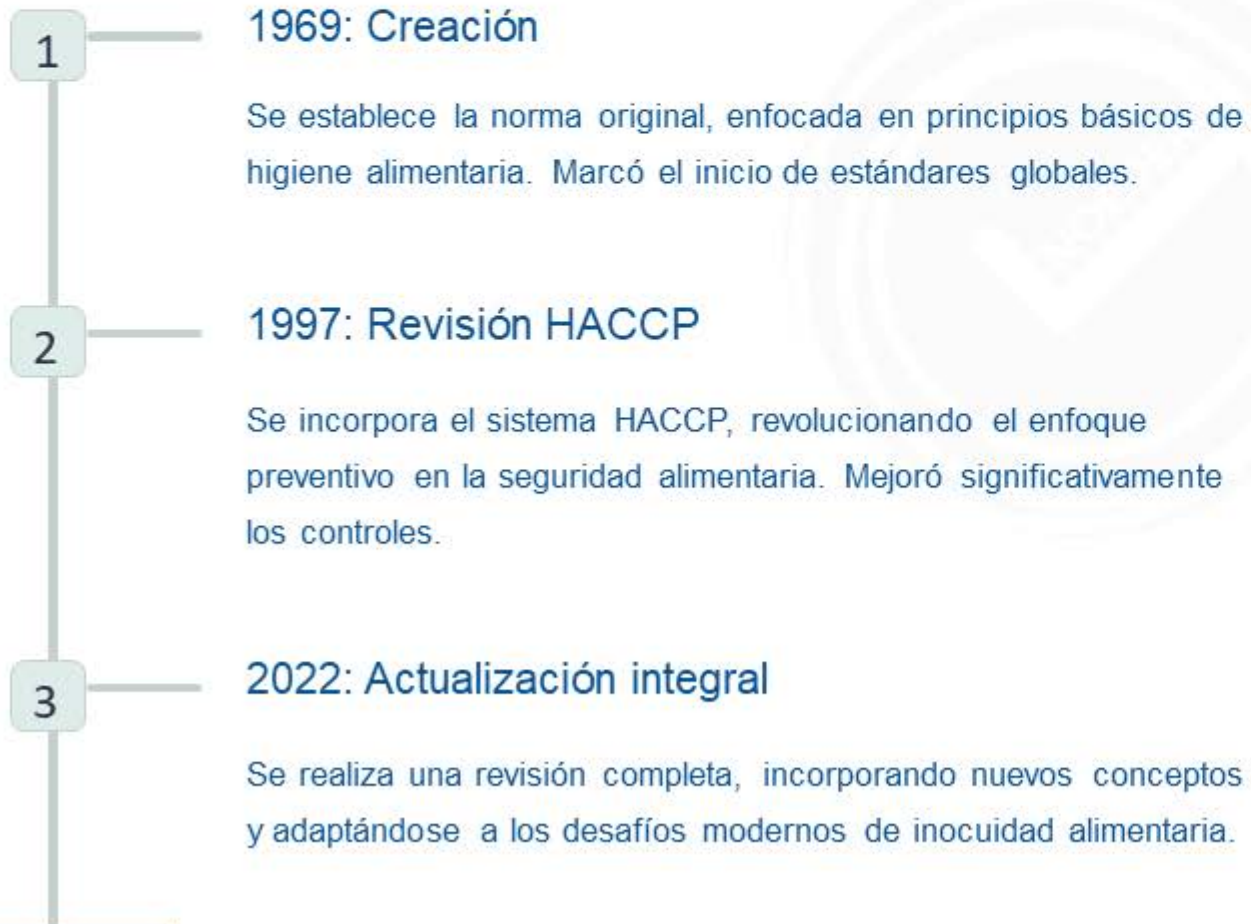 1
1969: Creación
Se establece la norma original, enfocada en principios básicos de
higiene alimentaria. Marcó el inicio de estándares globales.
2
1997: Revisión HACCP
Se incorpora el sistema HACCP, revolucionando el enfoque
preventivo en la seguridad alimentaria. Mejoró significativamente
los controles.
3
2022: Actualización integral
Se realiza una revisión completa, incorporando nuevos conceptos
y adaptándose a los desafíos modernos de inocuidad alimentaria.